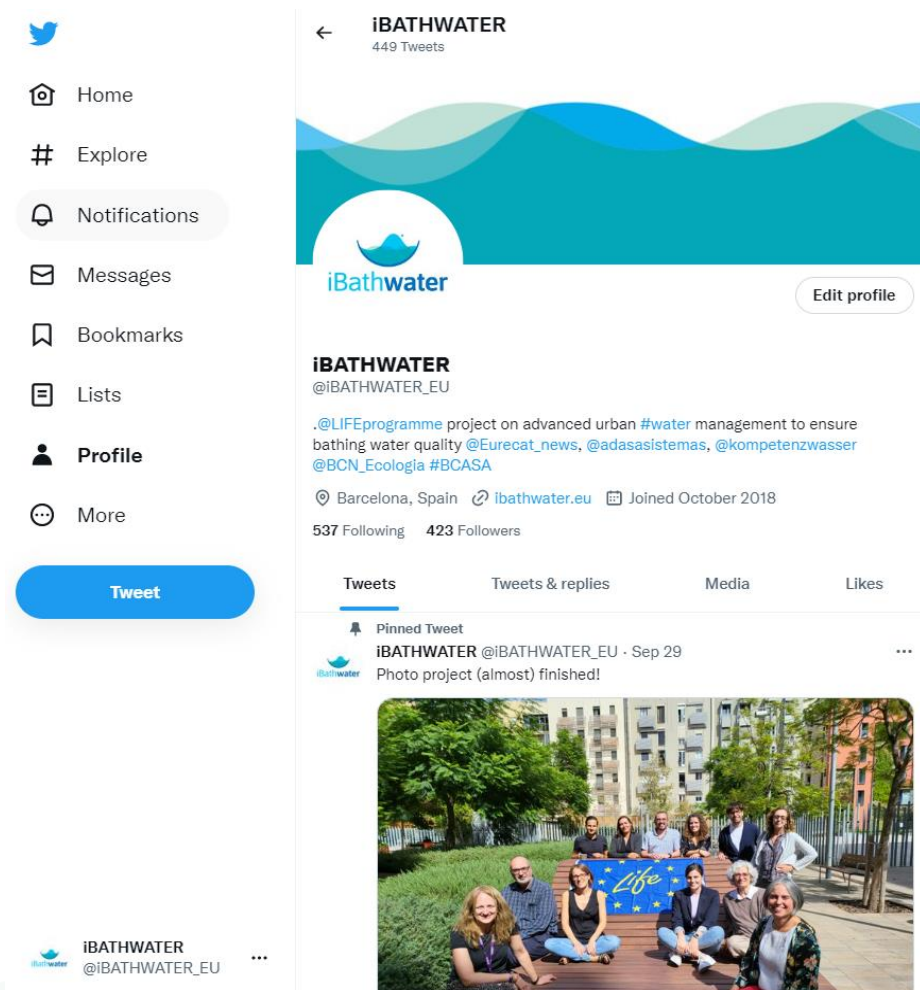 iBATHWATER
449 Tweets
Home
Explore
Notifications
Messages
Bookmarks
Lists
Profile
More
Tweet
iBATHWATER
@iBATHWATER_EU
iBathwater
Edit profile
iBATHWATER
@iBATHWATER_EU
.@LIFEprogramme project on advanced urban #water management to ensure
bathing water quality @Eurecat_news, @adasasistemas, @kompetenzwasser
@BCN_Ecologia #BCASA
Barcelona, Spain ibathwater.eu Joined October 2018
537 Following 423 Followers
Tweets Tweets & replies Media Likes
Pinned Tweet
iBATHWATER @iBATHWATER_EU · Sep 29
iBathwater
Photo project (almost) finished!
Life
iBathwater